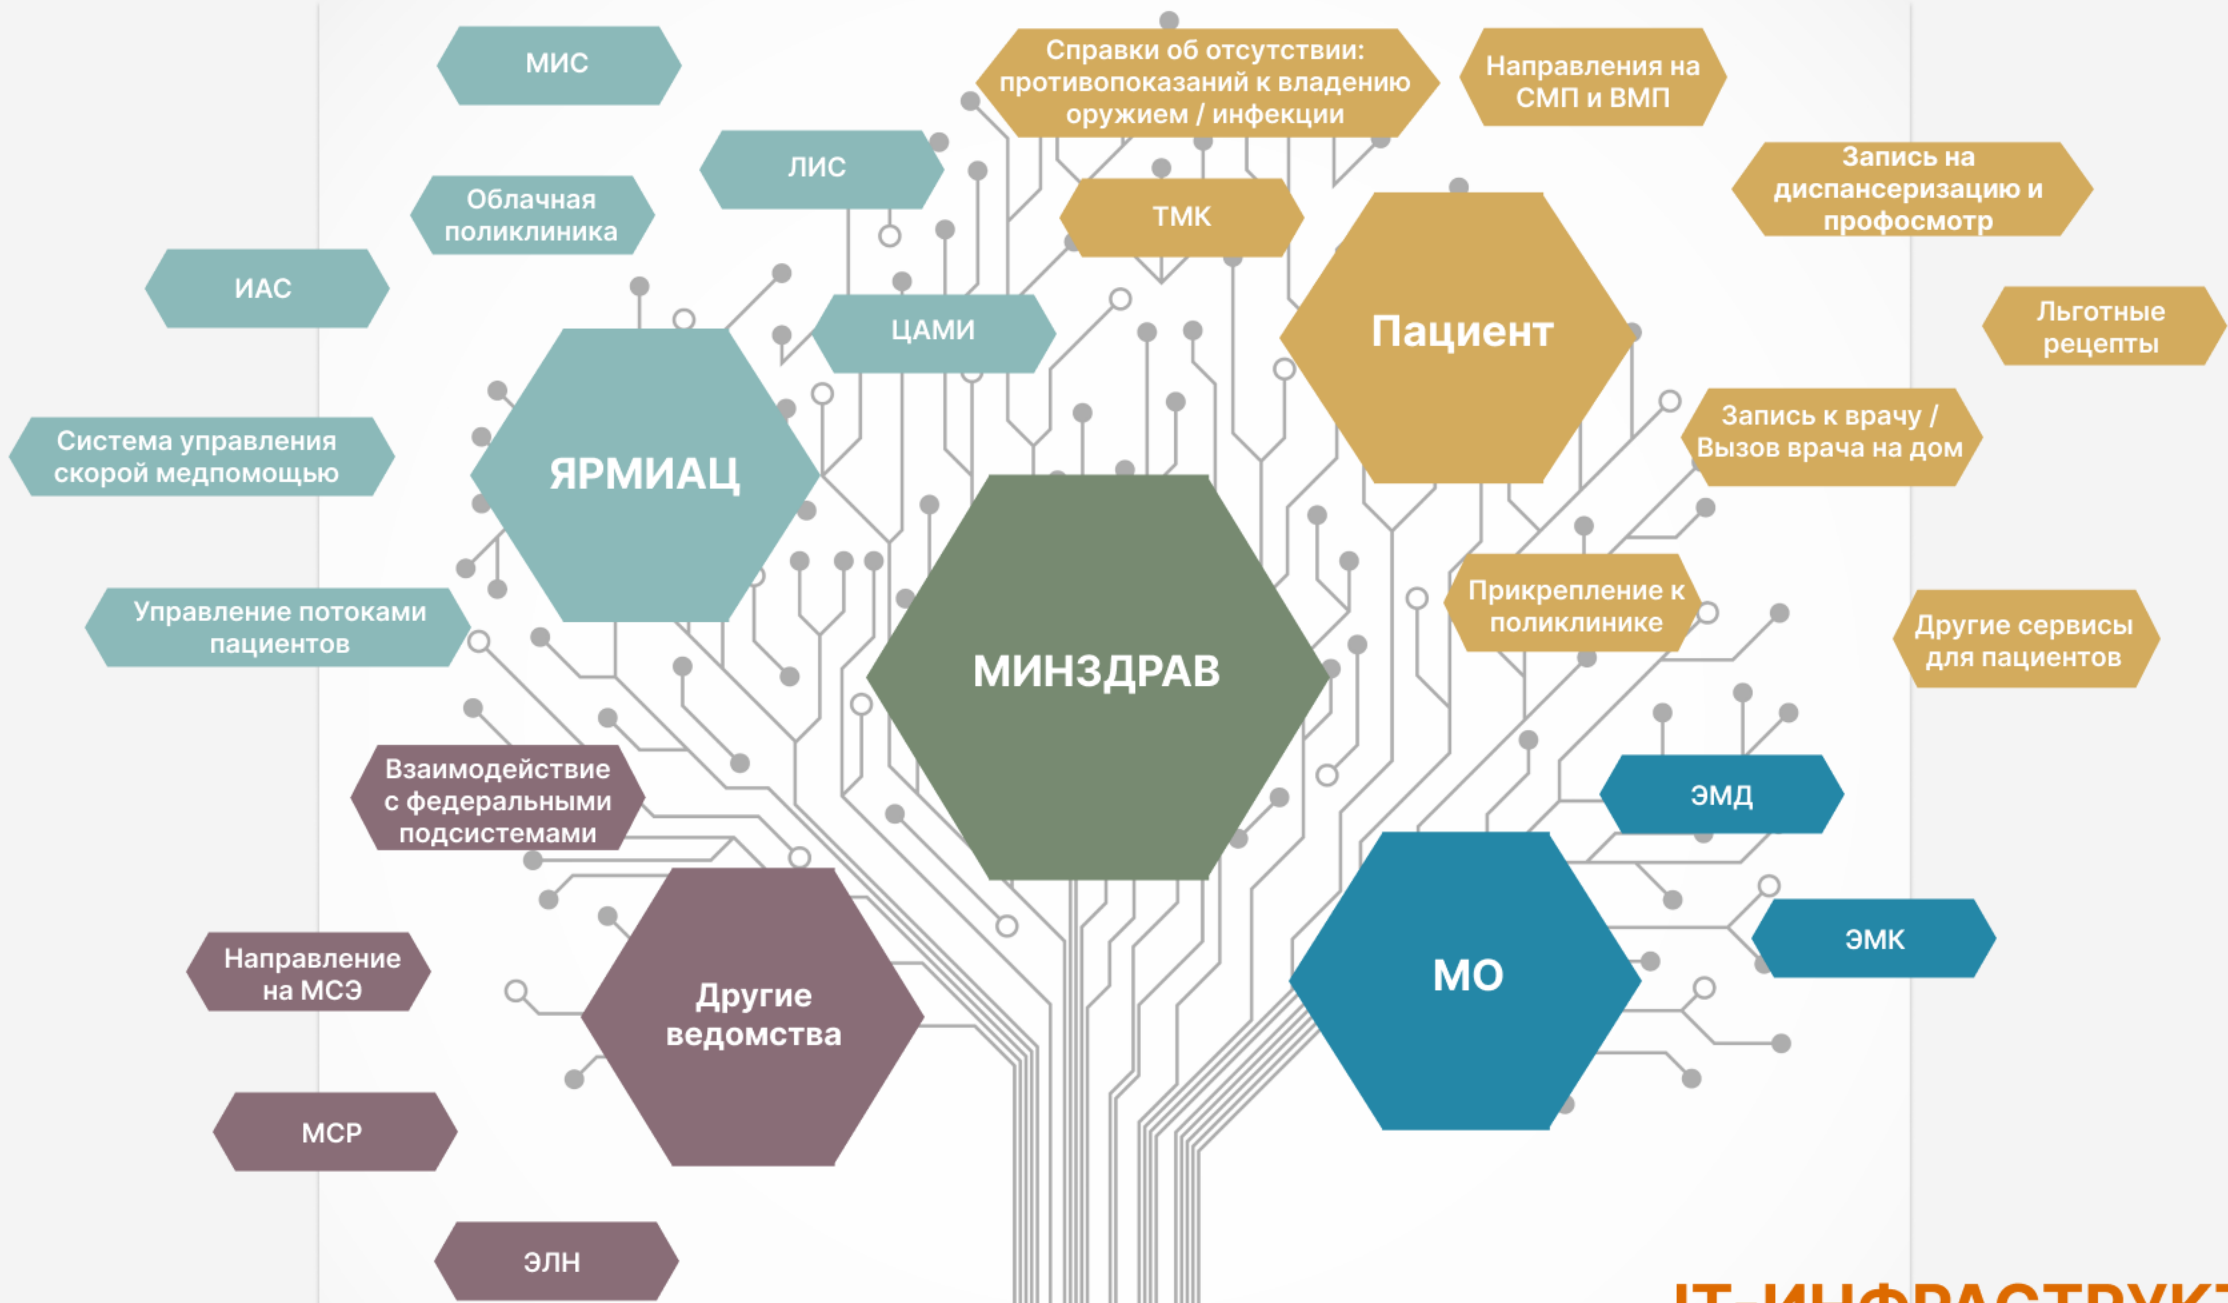 МИС
Справки об отсутствии:
противопоказаний к владению
оружием / инфекции
Направления на
СМП и ВМП
ЛИС
Облачная
поликлиника
ТМК
Запись на
диспансеризацию и
профосмотр
ИАС
ЦАМИ
Пациент
Льготные
рецепты
Система управления
скорой медпомощью
ЯРМИАЦ
Запись к врачу /
Вызов врача на дом
Управление потоками
пациентов
МИНЗДРАВ
Прикрепление к
поликлинике
Другие сервисы
для пациентов
Взаимодействие
с федеральными
подсистемами
ЭМД
Направление
на МСЭ
Другие
ведомства
МО
ЭМК
МСР
ЭЛН
IT-ИНФРАСТРУКТ